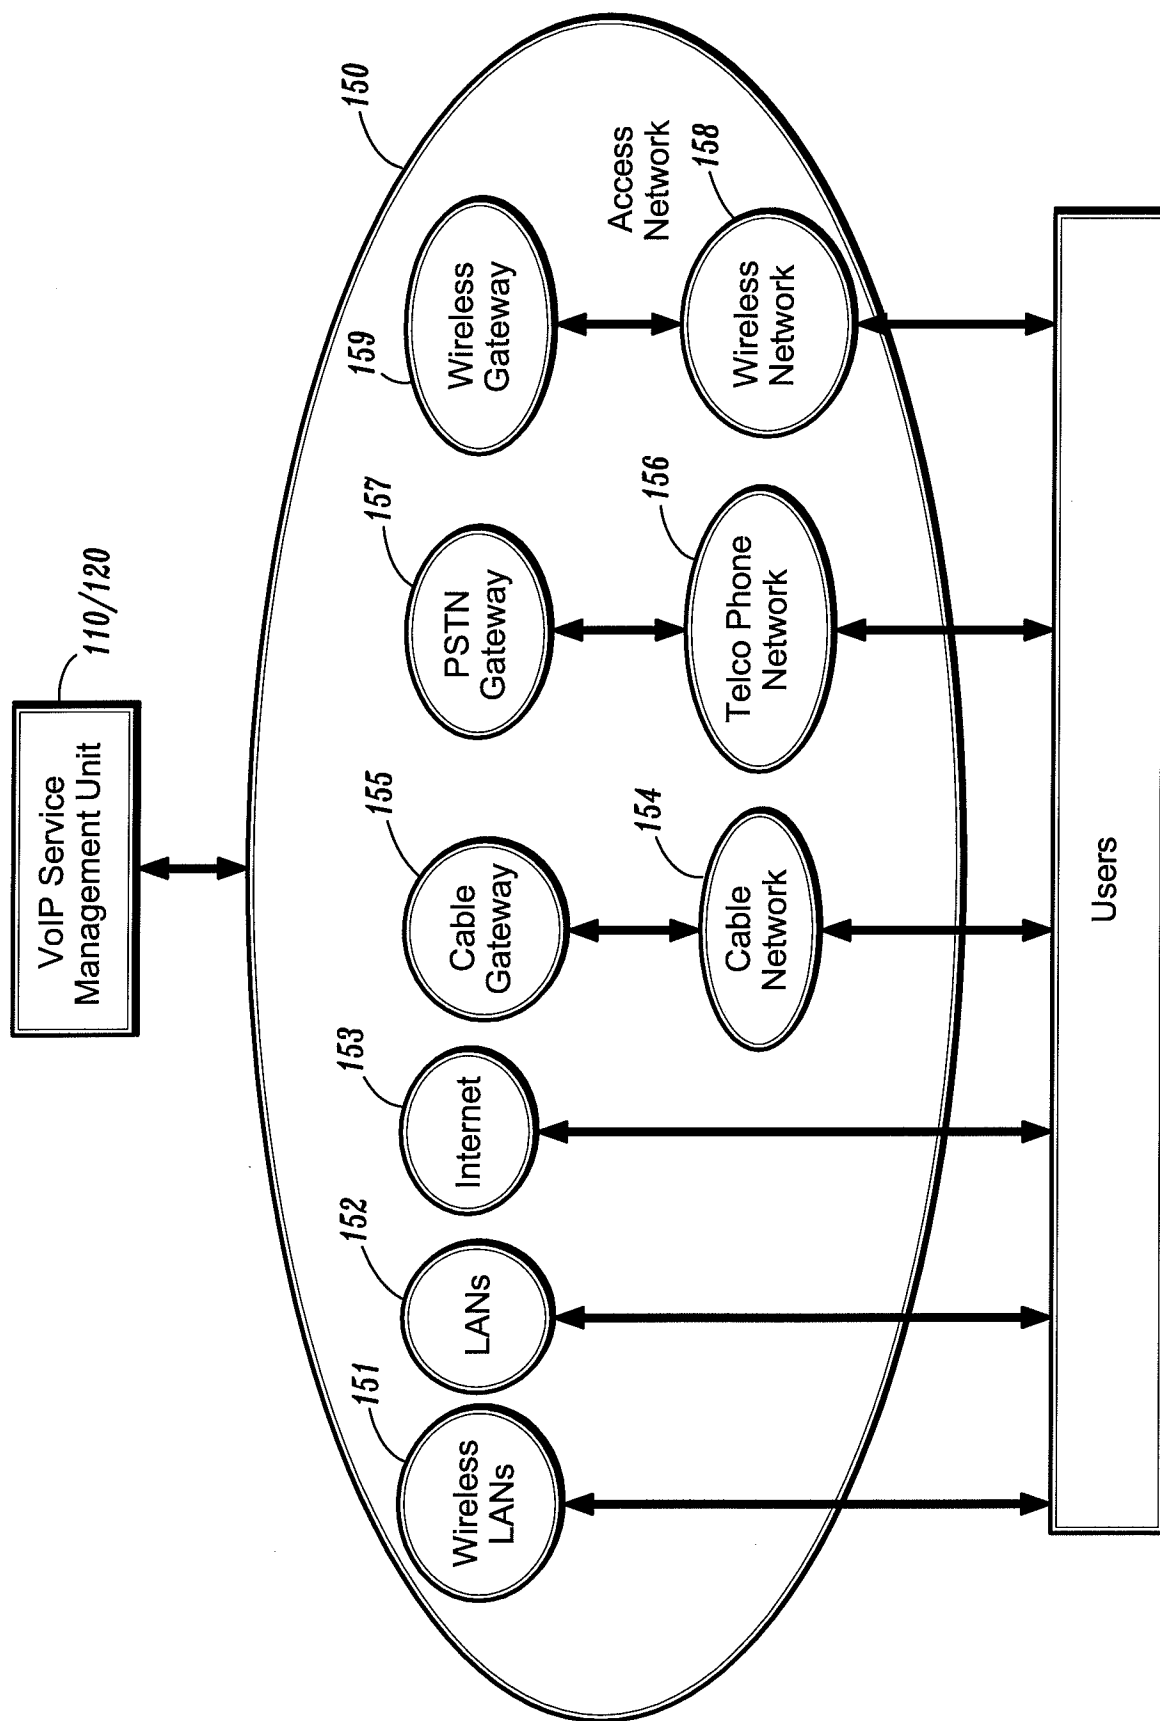 VoIP Service
Management Unit
110/120
150
Wireless
LANs
151
LANs
152
Internet
153
Cable
Gateway
155
PSTN
Gateway
157
Wireless
Gateway
159
Access
Network
Cable
Network
154
Telco Phone
Network
156
Wireless
Network
158
Users